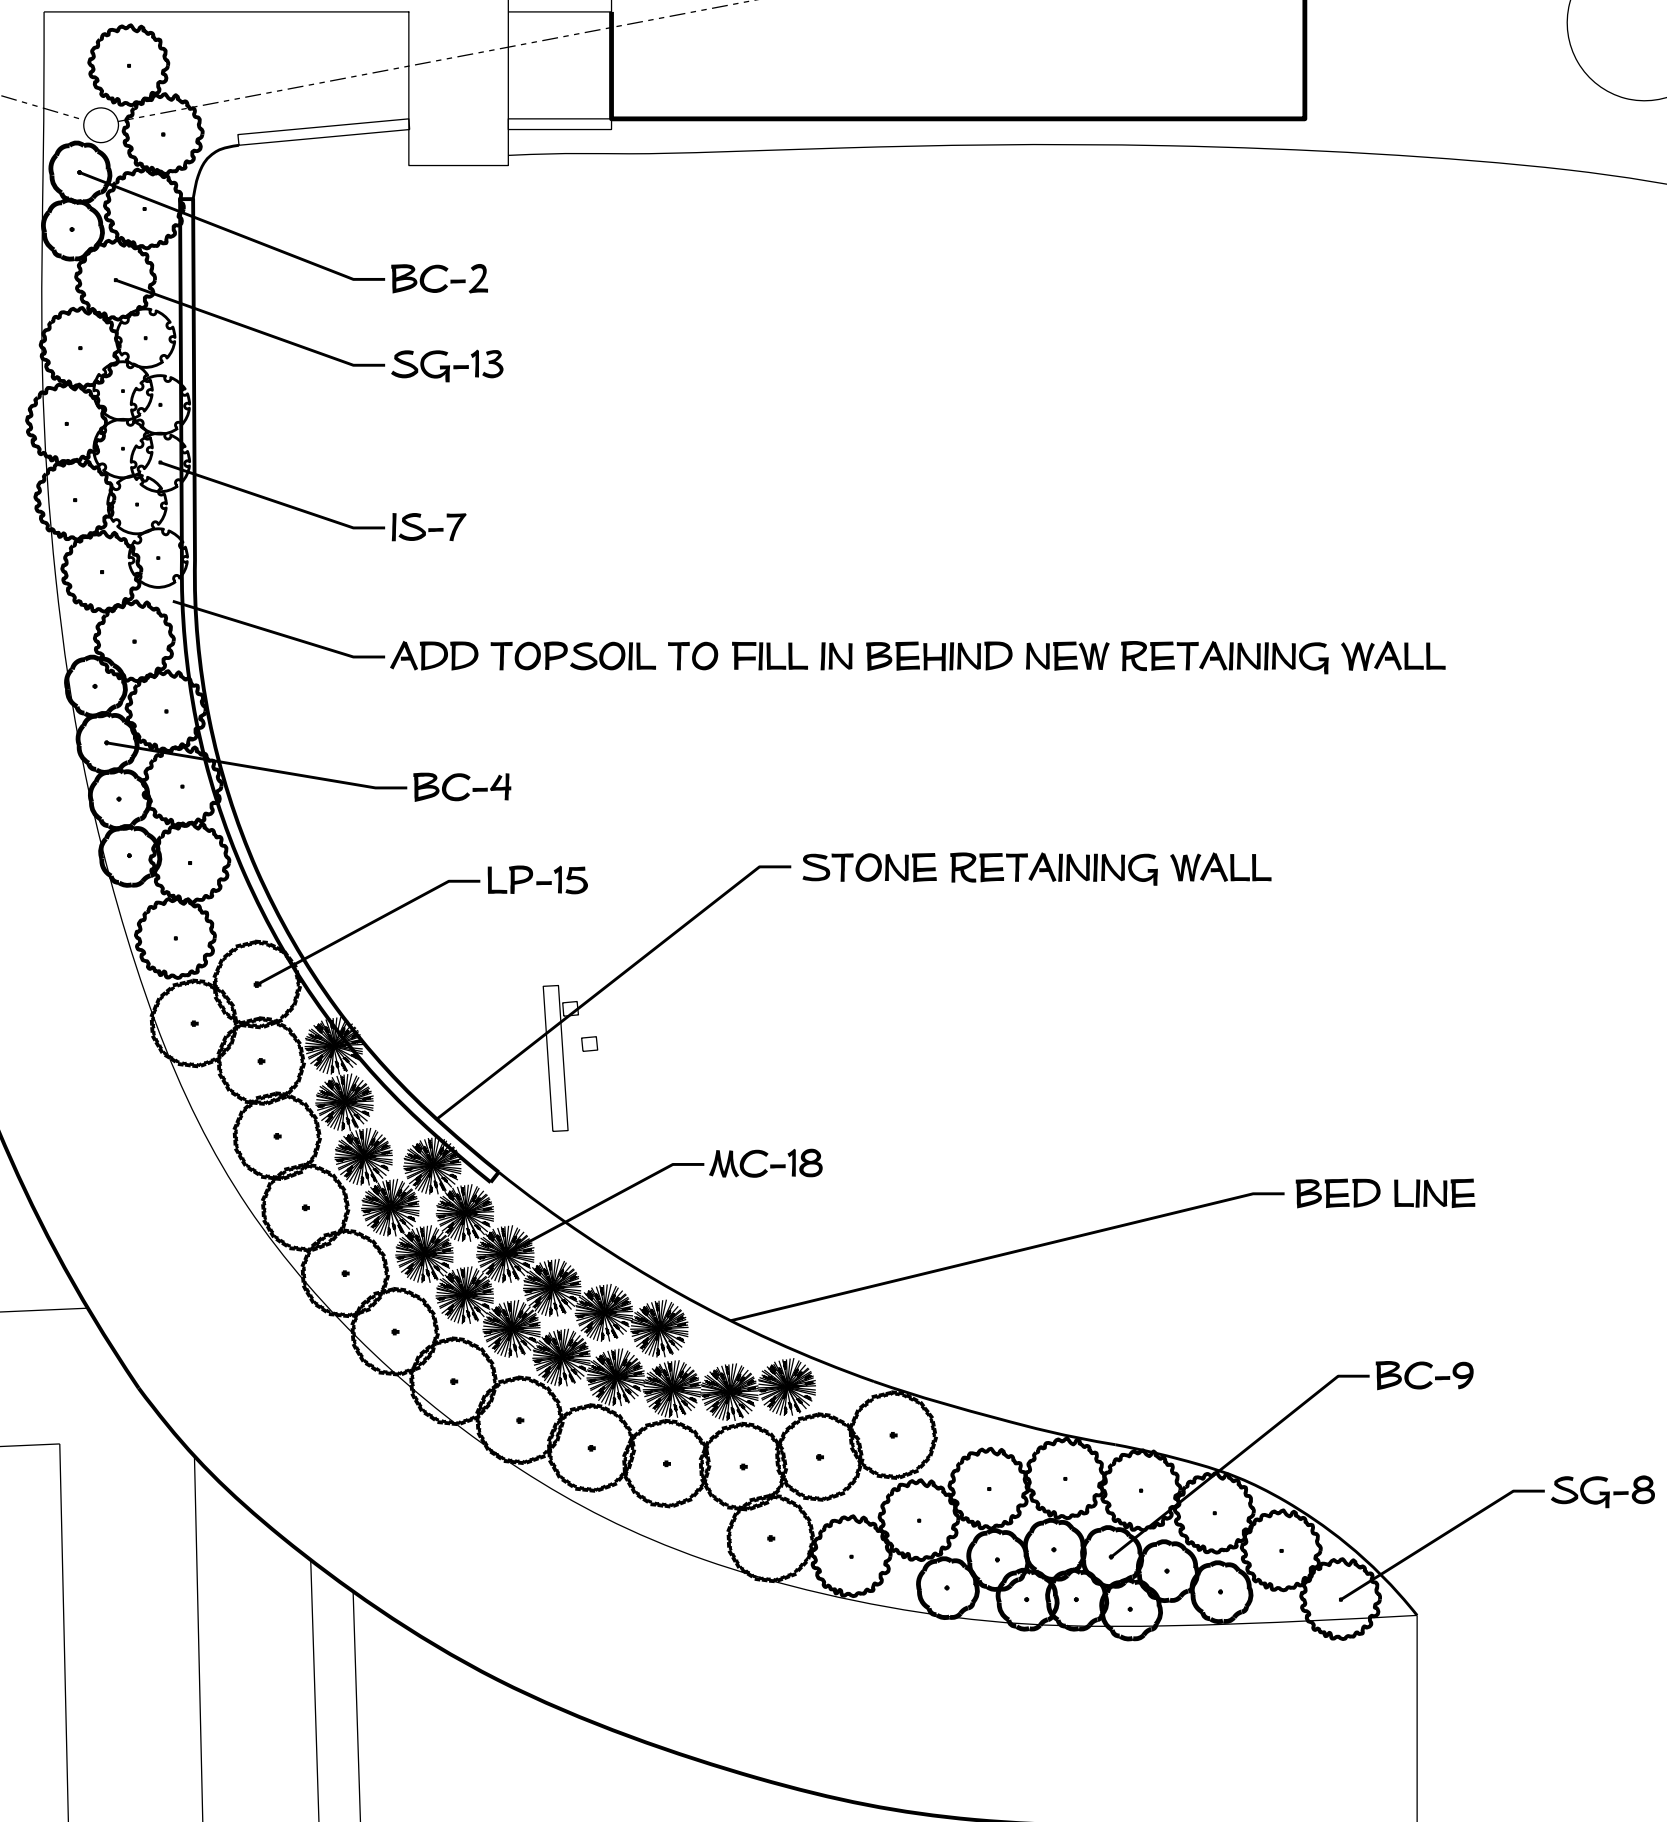 BC-2
SG-13
IS-7
ADD TOPSOIL TO FILL IN BEHIND NEW RETAINING WALL
BC-4
STONE RETAINING WALL
LP-15
MC-18
BED LINE
BC-9
SG-8